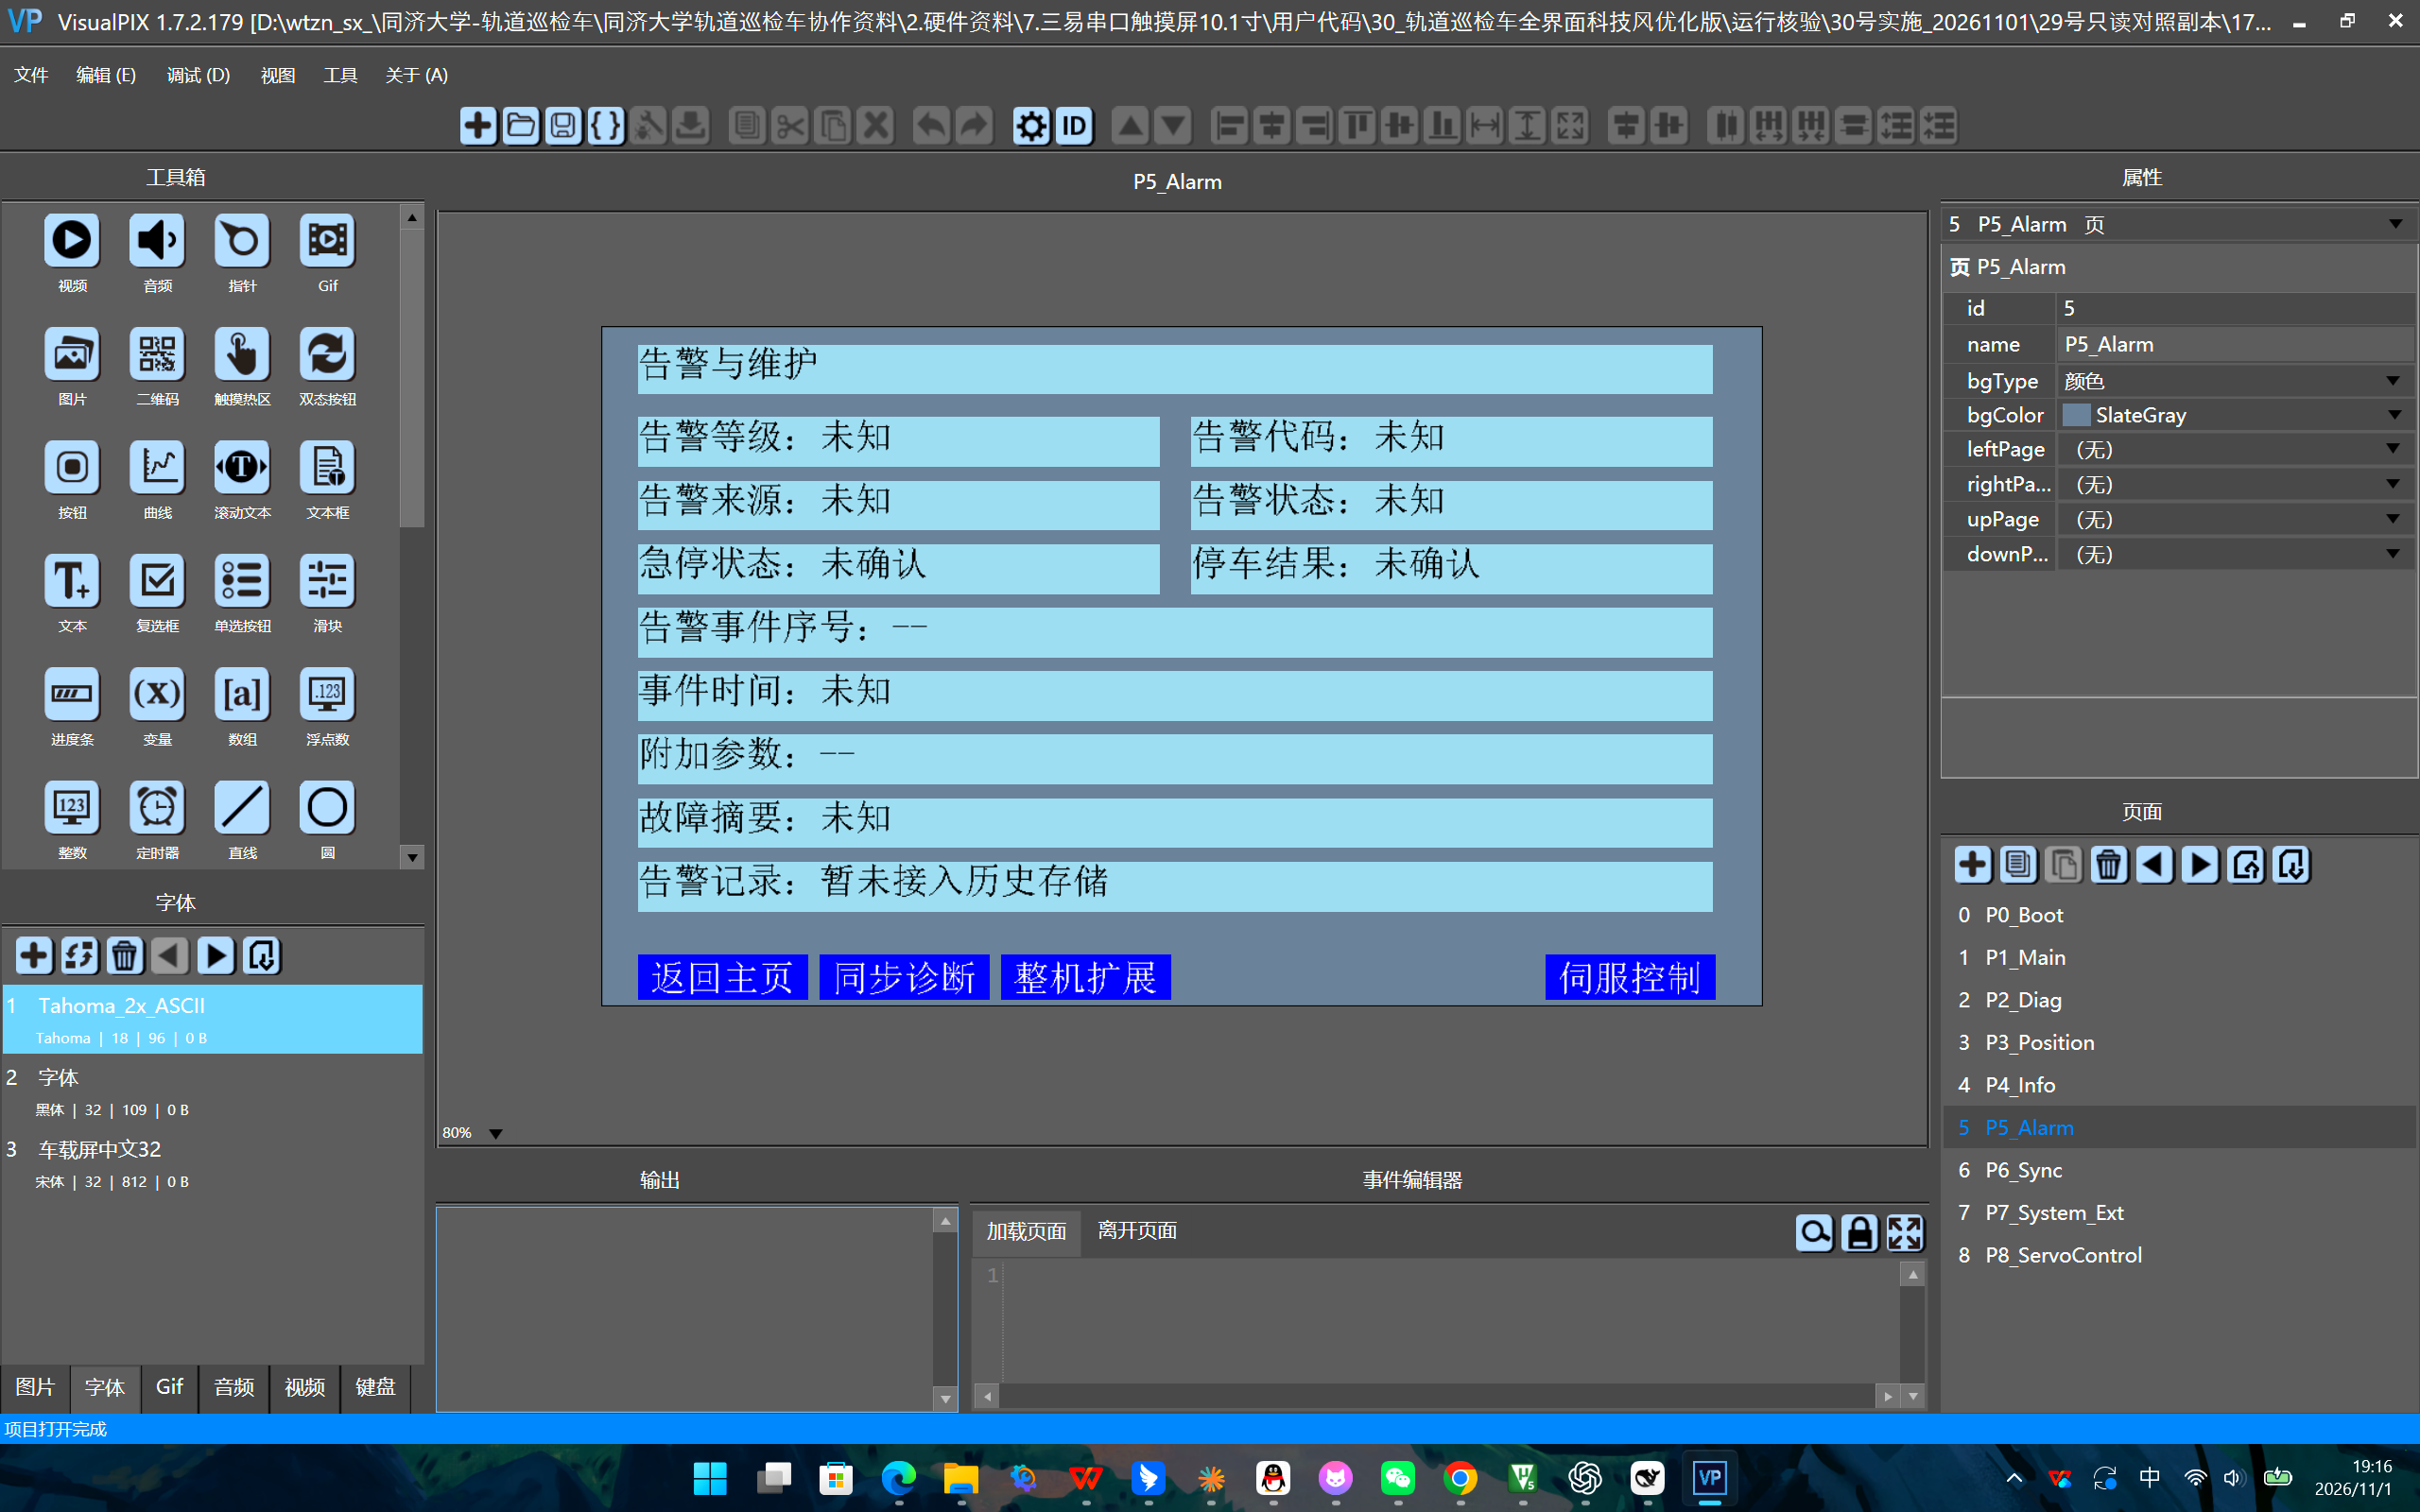 VP VisualPIX 1.7.2.179 [D:\wtzn_sx_\同济大学-轨道巡检车\同济大学轨道巡检车协作资料\2.硬件资料\7.三易串口触摸屏10.1寸\用户代码\30_轨道巡检车全界面科技风优化版\运行核验\30号实施_20261101\29号只读对照副本\17...
文件 编辑 (E) 调试 (D) 视图 工具 关于 (A)
ID
工具箱
视频 音频 指针 Gif
图片 二维码 触摸热区 双态按钮
按钮 曲线 滚动文本 文本框
文本 复选框 单选按钮 滑块
进度条 变量 数组 浮点数
整数 定时器 直线 圆
字体
1 Tahoma_2x_ASCII
Tahoma | 18 | 96 | 0 B
2 字体
黑体 | 32 | 109 | 0 B
3 车载屏中文32
宋体 | 32 | 812 | 0 B
图片 字体 Gif 音频 视频 键盘
项目打开完成
P5_Alarm
告警与维护
告警等级：未知 告警代码：未知
告警来源：未知 告警状态：未知
急停状态：未确认 停车结果：未确认
告警事件序号：--
事件时间：未知
附加参数：--
故障摘要：未知
告警记录：暂未接入历史存储
返回主页 同步诊断 整机扩展 伺服控制
80%
输出
事件编辑器
加载页面 离开页面
1
属性
5 P5_Alarm 页
页 P5_Alarm
id 5
name P5_Alarm
bgType 颜色
bgColor SlateGray
leftPage (无)
rightPa... (无)
upPage (无)
downP... (无)
页面
0 P0_Boot
1 P1_Main
2 P2_Diag
3 P3_Position
4 P4_Info
5 P5_Alarm
6 P6_Sync
7 P7_System_Ext
8 P8_ServoControl
VP
中
19:16
2026/11/1